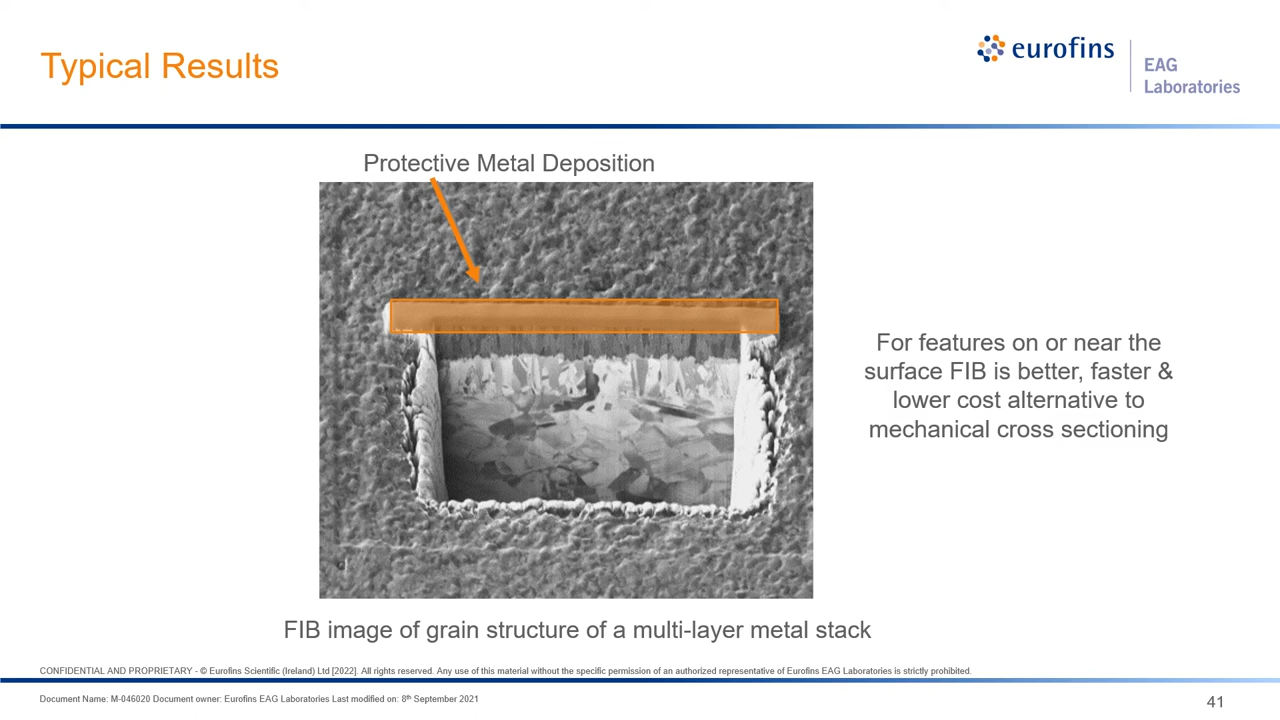 Typical Results
eurofins
EAG
Laboratories
Protective Metal Deposition
For features on or near the
surface FIB is better, faster &
lower cost alternative to
mechanical cross sectioning
FIB image of grain structure of a multi-layer metal stack
CONFIDENTIAL AND PROPRIETARY - © Eurofins Scientific (Ireland) Ltd [2022]. All rights reserved. Any use of this material without the specific permission of an authorized representative of Eurofins EAG Laboratories is strictly prohibited.
Document Name: M-046020 Document owner: Eurofins EAG Laboratories Last modified on: 8th September 2021
41